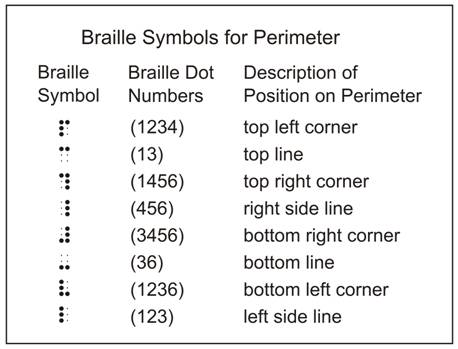 Braille Symbols for Perimeter
Braille Braille Dot Description of
Symbol Numbers Position on Perimeter
⠏ (1234) top left corner
⠉ (13) top line
⠹ (1456) top right corner
⠸ (456) right side line
⠼ (3456) bottom right corner
⠤ (36) bottom line
⠧ (1236) bottom left corner
⠇ (123) left side line